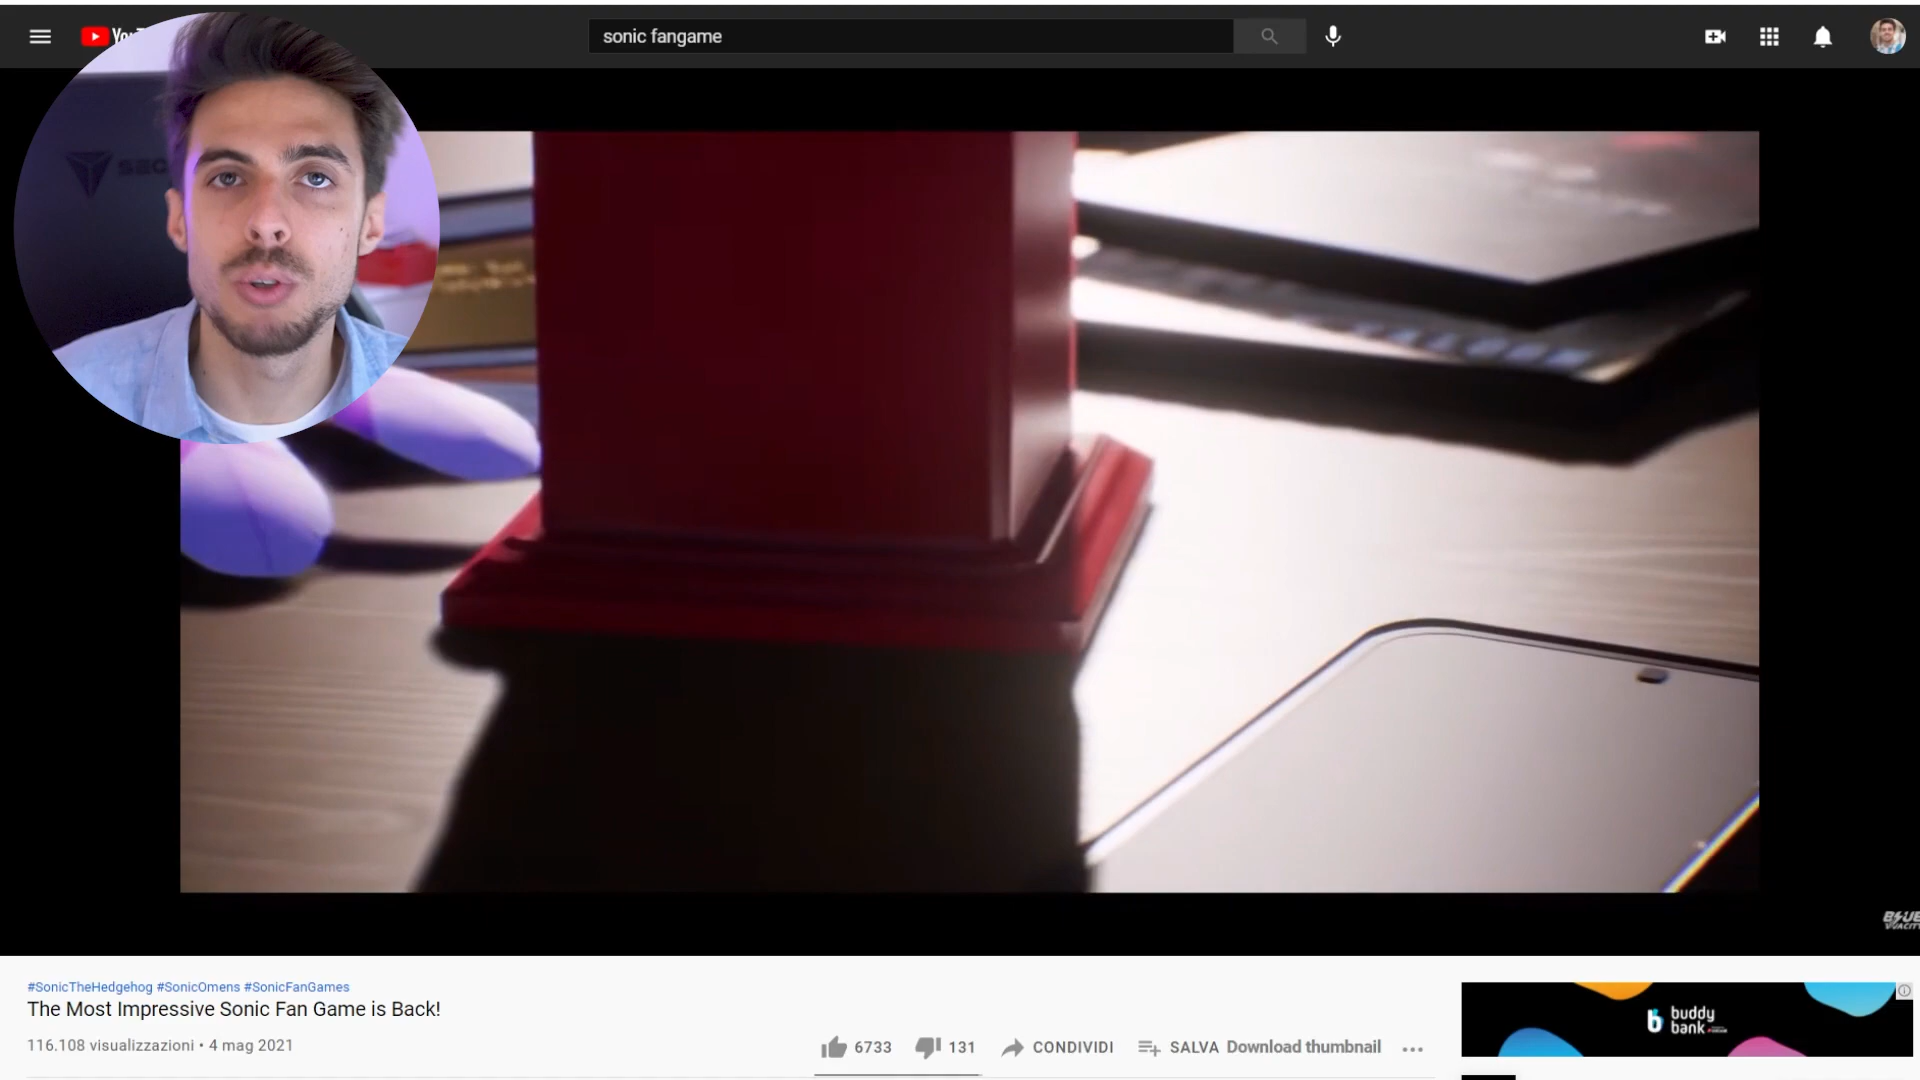 sonic fangame
#SonicTheHedgehog #SonicOmens #SonicFanGames
The Most Impressive Sonic Fan Game is Back!
116.108 visualizzazioni • 4 mag 2021
6733 131 CONDIVIDI SALVA Download thumbnail
buddy
bank